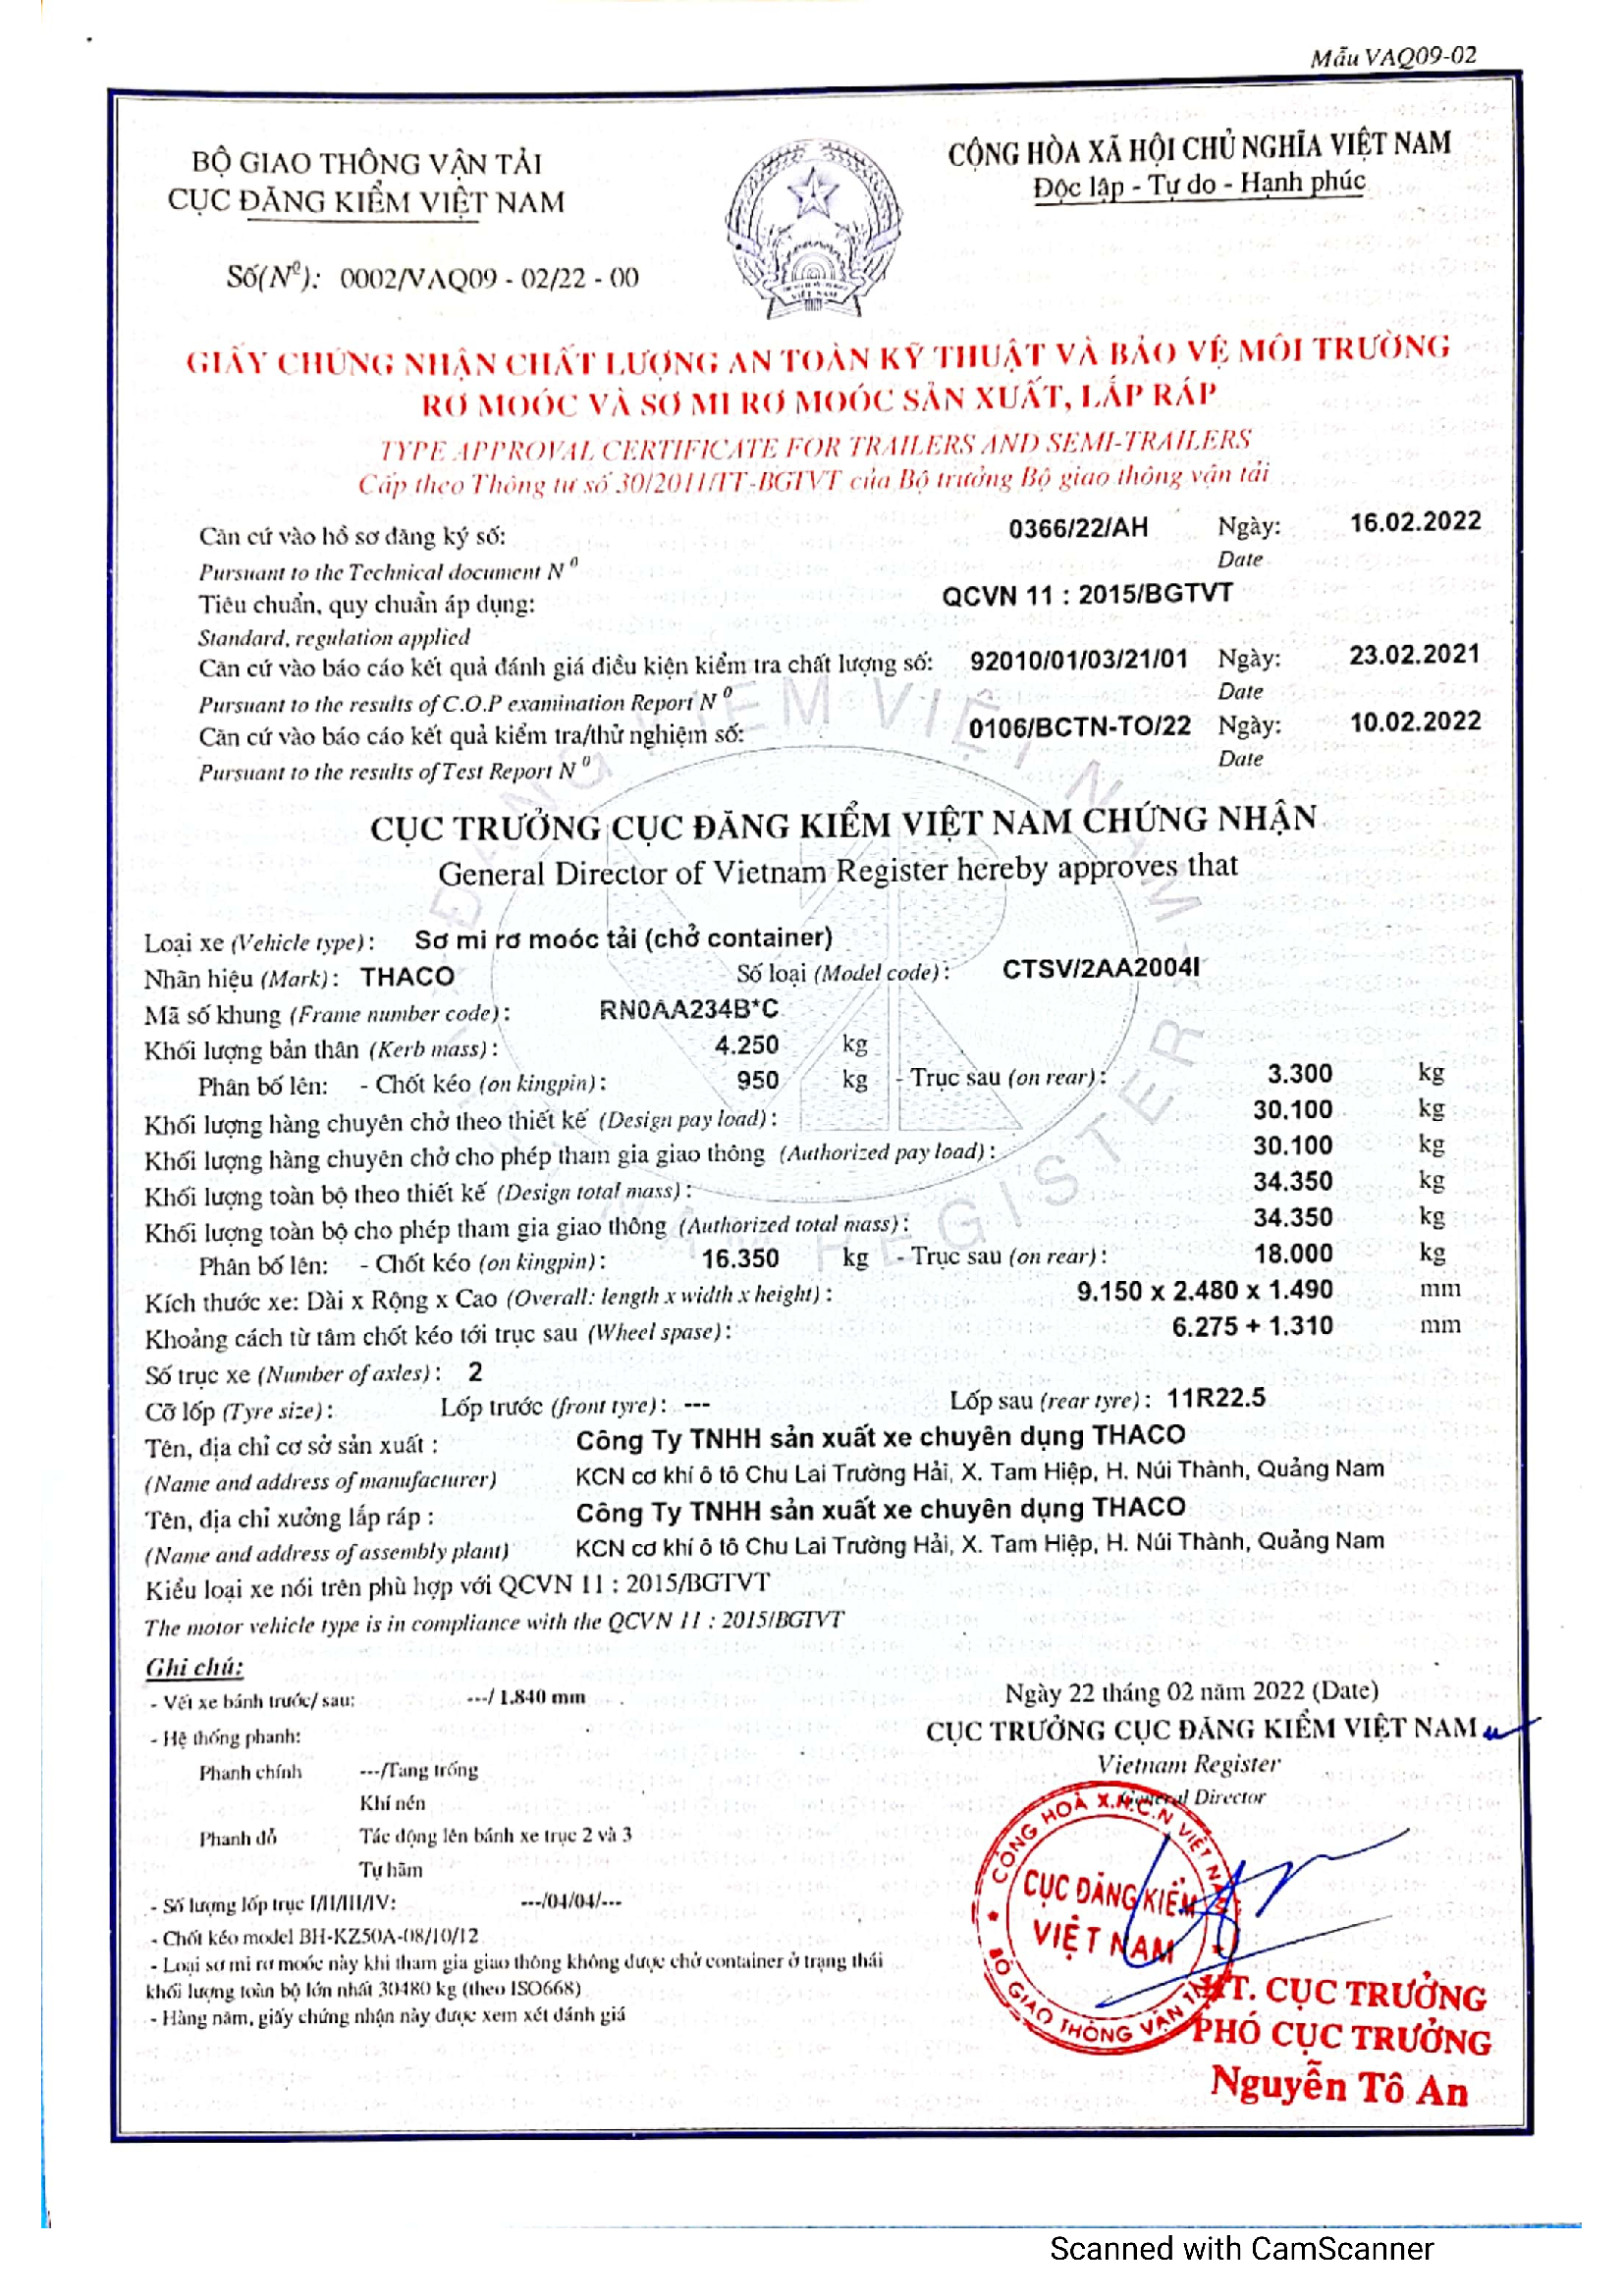 Mẫu VAQ09-02
BỘ GIAO THÔNG VẬN TẢI
CỤC ĐĂNG KIỂM VIỆT NAM
CỘNG HÒA XÃ HỘI CHỦ NGHĨA VIỆT NAM
Độc lập - Tự do - Hạnh phúc
Số(Nº): 0002/VAQ09 - 02/22 - 00
VIỆT NAM
GIẤY CHỨNG NHẬN CHẤT LƯỢNG AN TOÀN KỸ THUẬT VÀ BẢO VỆ MÔI TRƯỜNG
RƠ MOÓC VÀ SƠ MI RƠ MOÓC SẢN XUẤT, LẮP RÁP
TYPE APPROVAL CERTIFICATE FOR TRAILERS AND SEMI-TRAILERS
Cấp theo Thông tư số 30/2011/TT-BGTVT của Bộ trưởng Bộ giao thông vận tải
Căn cứ vào hồ sơ đăng ký số: 0366/22/AH Ngày: 16.02.2022
Pursuant to the Technical document N⁰ Date
Tiêu chuẩn, quy chuẩn áp dụng: QCVN 11 : 2015/BGTVT
Standard, regulation applied
Căn cứ vào báo cáo kết quả đánh giá điều kiện kiểm tra chất lượng số: 92010/01/03/21/01 Ngày: 23.02.2021
Pursuant to the results of C.O.P examination Report N⁰ Date
Căn cứ vào báo cáo kết quả kiểm tra/thử nghiệm số: 0106/BCTN-TO/22 Ngày: 10.02.2022
Pursuant to the results of Test Report N⁰ Date
CỤC TRƯỞNG CỤC ĐĂNG KIỂM VIỆT NAM CHỨNG NHẬN
General Director of Vietnam Register hereby approves that
Loại xe (Vehicle type): Sơ mi rơ moóc tải (chở container)
Nhãn hiệu (Mark): THACO Số loại (Model code): CTSV/2AA2004I
Mã số khung (Frame number code): RN0AA234B*C
Khối lượng bản thân (Kerb mass): 4.250 kg
Phân bố lên: - Chốt kéo (on kingpin): 950 kg - Trục sau (on rear): 3.300 kg
Khối lượng hàng chuyên chở theo thiết kế (Design pay load): 30.100 kg
Khối lượng hàng chuyên chở cho phép tham gia giao thông (Authorized pay load): 30.100 kg
Khối lượng toàn bộ theo thiết kế (Design total mass): 34.350 kg
Khối lượng toàn bộ cho phép tham gia giao thông (Authorized total mass): 34.350 kg
Phân bố lên: - Chốt kéo (on kingpin): 16.350 kg - Trục sau (on rear): 18.000 kg
Kích thước xe: Dài x Rộng x Cao (Overall: length x width x height): 9.150 x 2.480 x 1.490 mm
Khoảng cách từ tâm chốt kéo tới trục sau (Wheel spase): 6.275 + 1.310 mm
Số trục xe (Number of axles): 2
Cỡ lốp (Tyre size): Lốp trước (front tyre): --- Lốp sau (rear tyre): 11R22.5
Tên, địa chỉ cơ sở sản xuất : Công Ty TNHH sản xuất xe chuyên dụng THACO
(Name and address of manufacturer) KCN cơ khí ô tô Chu Lai Trường Hải, X. Tam Hiệp, H. Núi Thành, Quảng Nam
Tên, địa chỉ xưởng lắp ráp : Công Ty TNHH sản xuất xe chuyên dụng THACO
(Name and address of assembly plant) KCN cơ khí ô tô Chu Lai Trường Hải, X. Tam Hiệp, H. Núi Thành, Quảng Nam
Kiểu loại xe nói trên phù hợp với QCVN 11 : 2015/BGTVT
The motor vehicle type is in compliance with the QCVN 11 : 2015/BGTVT
ĐĂNG KIỂM VIỆT NAM - VIETNAM REGISTER
Ghi chú:
- Vết xe bánh trước/ sau: ---/ 1.840 mm
- Hệ thống phanh:
Phanh chính ---/Tang trống
Khí nén
Phanh đỗ Tác động lên bánh xe trục 2 và 3
Tự hãm
- Số lượng lốp trục I/II/III/IV: ---/04/04/---
- Chốt kéo model BH-KZ50A-08/10/12
- Loại sơ mi rơ moóc này khi tham gia giao thông không được chở container ở trạng thái
khối lượng toàn bộ lớn nhất 30480 kg (theo ISO668)
- Hàng năm, giấy chứng nhận này được xem xét đánh giá
Ngày 22 tháng 02 năm 2022 (Date)
CỤC TRƯỞNG CỤC ĐĂNG KIỂM VIỆT NAM
Vietnam Register
General Director
CỘNG HOÀ X.H.C.N VIỆT NAM
CỤC ĐĂNG KIỂM
VIỆT NAM
BỘ GIAO THÔNG VẬN TẢI
KT. CỤC TRƯỞNG
PHÓ CỤC TRƯỞNG
Nguyễn Tô An
Scanned with CamScanner